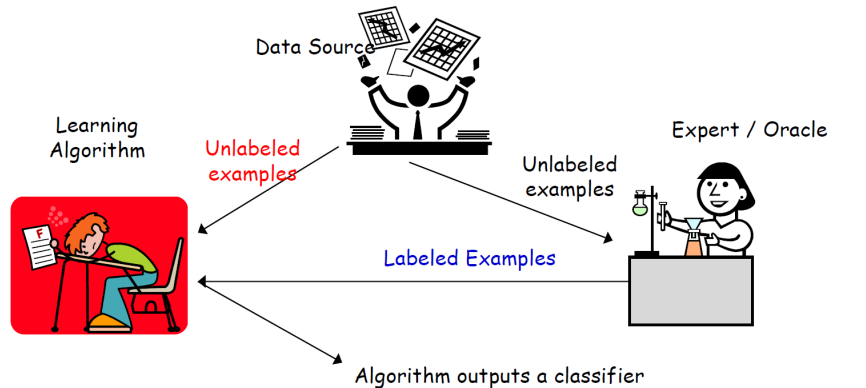 Data Source
Learning
Algorithm
Expert / Oracle
Unlabeled
examples
Unlabeled
examples
F
Labeled Examples
Algorithm outputs a classifier